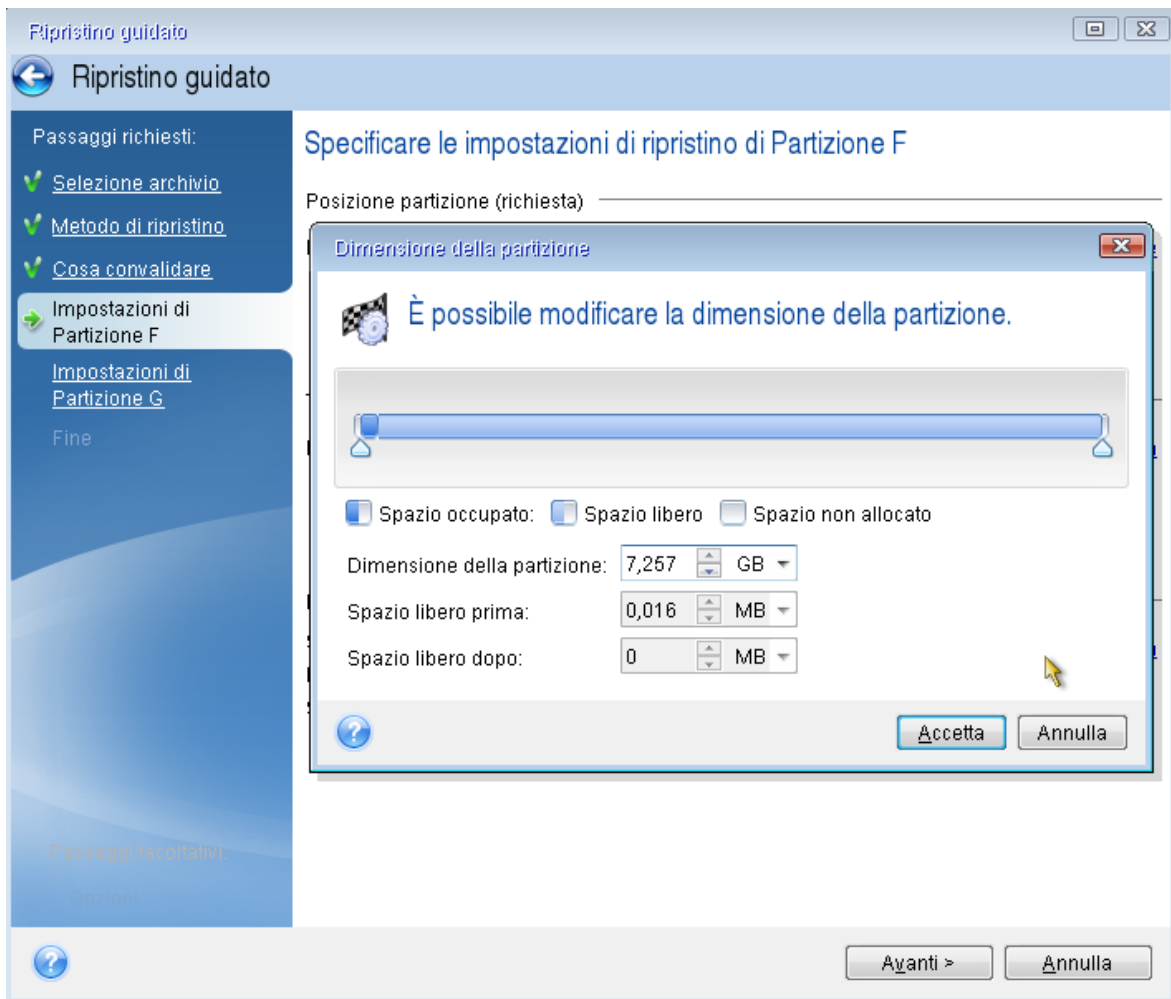 Ripristino guidato
Ripristino guidato
Passaggi richiesti:
Selezione archivio
Metodo di ripristino
Cosa convalidare
Impostazioni di
Partizione F
Impostazioni di
Partizione G
Fine
Passaggi facoltativi:
Opzioni
Specificare le impostazioni di ripristino di Partizione F
Posizione partizione (richiesta)
Dimensione della partizione
È possibile modificare la dimensione della partizione.
Spazio occupato: Spazio libero Spazio non allocato
Dimensione della partizione: 7,257 GB
Spazio libero prima: 0,016 MB
Spazio libero dopo: 0 MB
Accetta Annulla
Avanti > Annulla